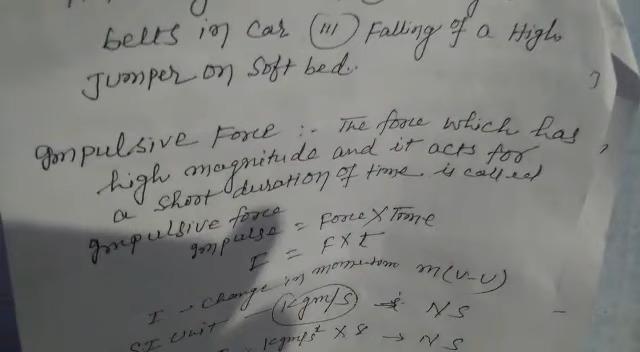 belts in car (iii) Falling of a High
Jumper on soft bed.
Impulsive Force :- The force which has
high magnitude and it acts for
a short duration of time is called
Impulsive force
Impulse = Force X Time
I = F X t
I → change in momentum m(v-u)
SI Unit - Kgm/s → NS
Kgm/s² X s → NS